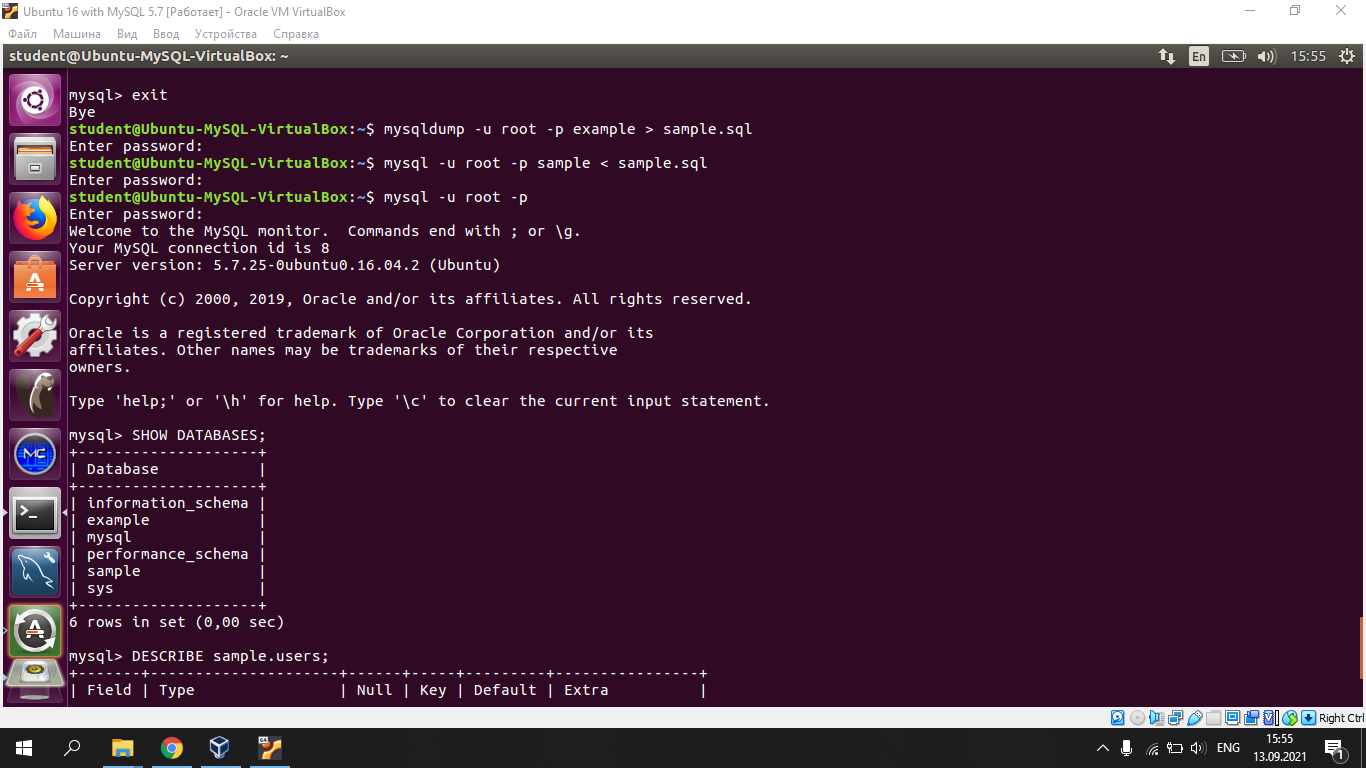 Ubuntu 16 with MySQL 5.7 [Работает] - Oracle VM VirtualBox
Файл Машина Вид Ввод Устройства Справка
student@Ubuntu-MySQL-VirtualBox: ~ En 15:55
mysql> exit
Bye
student@Ubuntu-MySQL-VirtualBox:~$ mysqldump -u root -p example > sample.sql
Enter password:
student@Ubuntu-MySQL-VirtualBox:~$ mysql -u root -p sample < sample.sql
Enter password:
student@Ubuntu-MySQL-VirtualBox:~$ mysql -u root -p
Enter password:
Welcome to the MySQL monitor.  Commands end with ; or \g.
Your MySQL connection id is 8
Server version: 5.7.25-0ubuntu0.16.04.2 (Ubuntu)
Copyright (c) 2000, 2019, Oracle and/or its affiliates. All rights reserved.
Oracle is a registered trademark of Oracle Corporation and/or its
affiliates. Other names may be trademarks of their respective
owners.
Type 'help;' or '\h' for help. Type '\c' to clear the current input statement.
mysql> SHOW DATABASES;
+--------------------+
| Database           |
+--------------------+
| information_schema |
| example            |
| mysql              |
| performance_schema |
| sample             |
| sys                |
+--------------------+
6 rows in set (0,00 sec)
mysql> DESCRIBE sample.users;
+-------+---------------------+------+-----+---------+----------------+
| Field | Type                | Null | Key | Default | Extra          |
MC
Right Ctrl
64
ENG
15:55
13.09.2021
1